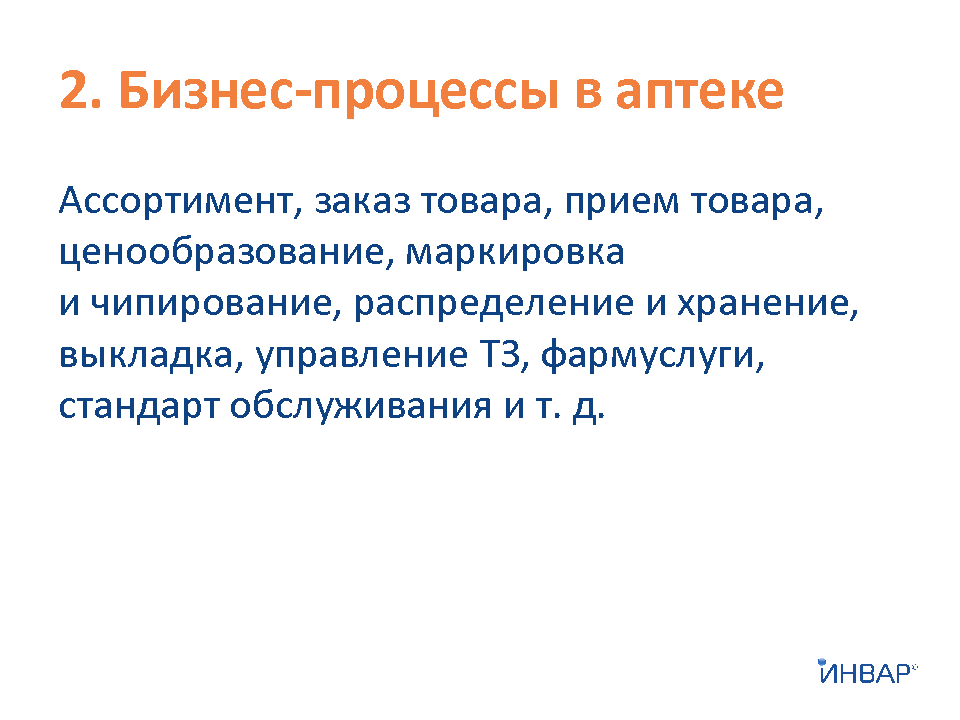 2. Бизнес-процессы в аптеке
Ассортимент, заказ товара, прием товара,
ценообразование, маркировка
и чипирование, распределение и хранение,
выкладка, управление ТЗ, фармуслуги,
стандарт обслуживания и т. д.
ИНВАР